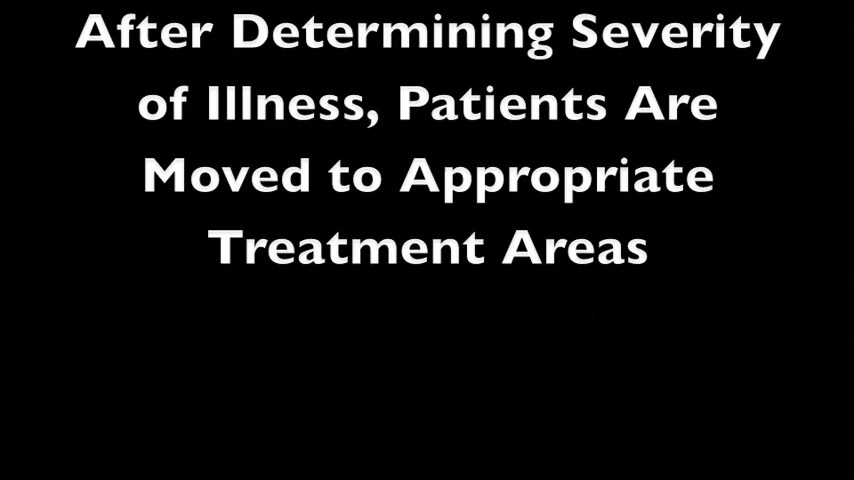 After Determining Severity
of Illness, Patients Are
Moved to Appropriate
Treatment Areas